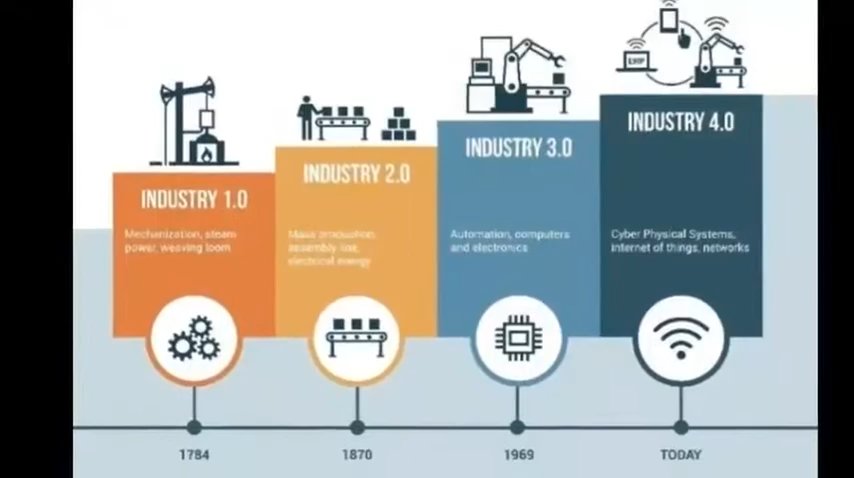 ERP
INDUSTRY 1.0
Mechanization, steam
power, weaving loom
INDUSTRY 2.0
Mass production,
assembly line,
electrical energy
INDUSTRY 3.0
Automation, computers
and electronics
INDUSTRY 4.0
Cyber Physical Systems,
internet of things, networks
1784
1870
1969
TODAY